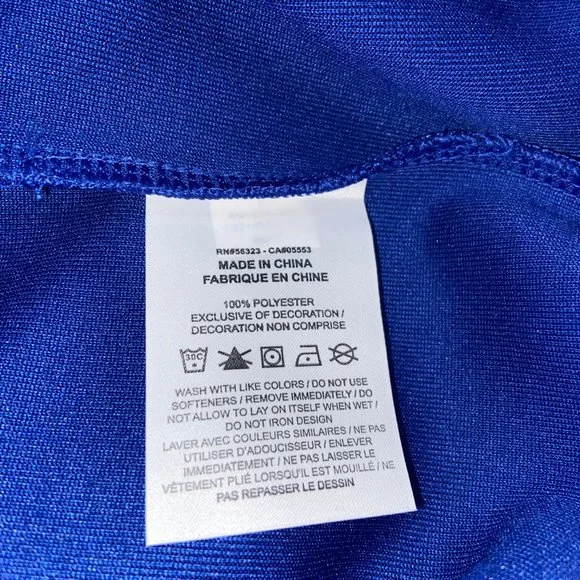 RN#56323 - CA#05553
MADE IN CHINA
FABRIQUE EN CHINE
100% POLYESTER
EXCLUSIVE OF DECORATION /
DECORATION NON COMPRISE
30C
WASH WITH LIKE COLORS / DO NOT USE
SOFTENERS / REMOVE IMMEDIATELY / DO
NOT ALLOW TO LAY ON ITSELF WHEN WET /
DO NOT IRON DESIGN
LAVER AVEC COULEURS SIMILAIRES / NE PAS
UTILISER D'ADOUCISSEUR / ENLEVER
IMMÉDIATEMENT / NE PAS LAISSER LE
VÊTEMENT PLIÉ LORSQU'IL EST MOUILLÉ / NE
PAS REPASSER LE DESSIN